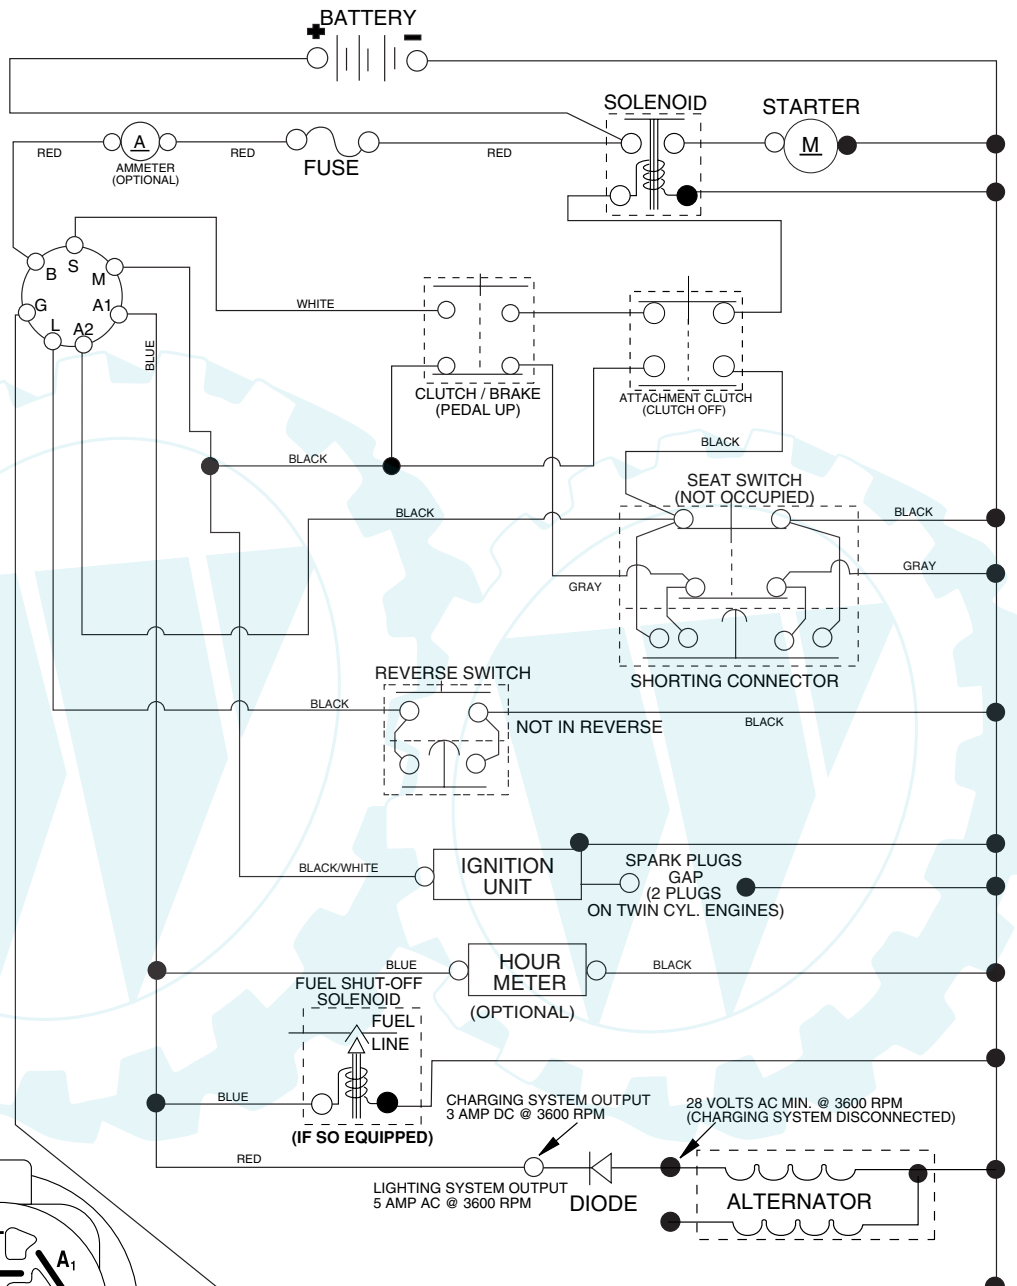 BATTERY
+ -
SOLENOID
STARTER
A
M
RED
RED
RED
AMMETER
(OPTIONAL)
FUSE
B
S
M
G
A1
L
A2
BLUE
WHITE
CLUTCH / BRAKE
(PEDAL UP)
ATTACHMENT CLUTCH
(CLUTCH OFF)
BLACK
BLACK
SEAT SWITCH
(NOT OCCUPIED)
BLACK
BLACK
GRAY
GRAY
REVERSE SWITCH
SHORTING CONNECTOR
BLACK
NOT IN REVERSE
BLACK
BLACK/WHITE
IGNITION
UNIT
SPARK PLUGS
GAP
(2 PLUGS
ON TWIN CYL. ENGINES)
BLUE
HOUR
METER
BLACK
(OPTIONAL)
FUEL SHUT-OFF
SOLENOID
FUEL
LINE
BLUE
(IF SO EQUIPPED)
CHARGING SYSTEM OUTPUT
3 AMP DC @ 3600 RPM
28 VOLTS AC MIN. @ 3600 RPM
(CHARGING SYSTEM DISCONNECTED)
RED
LIGHTING SYSTEM OUTPUT
5 AMP AC @ 3600 RPM
DIODE
ALTERNATOR
A1